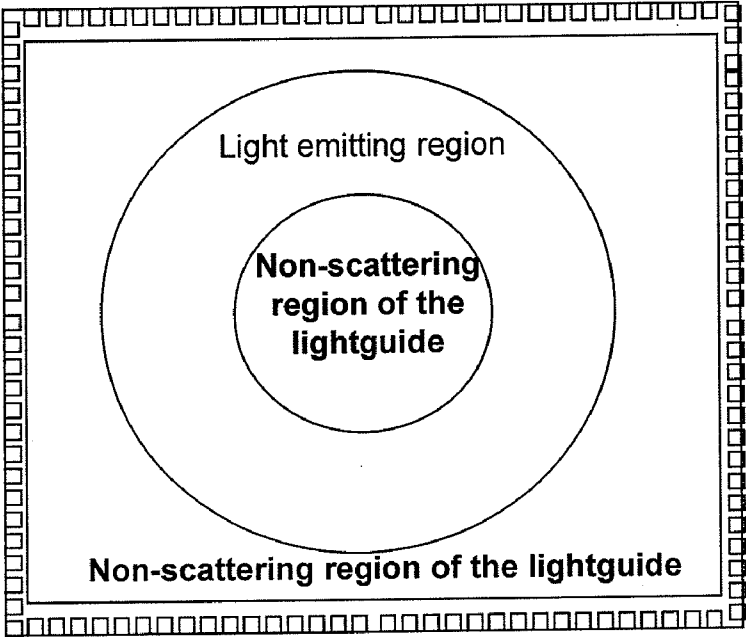 Light emitting region
Non-scattering
region of the
lightguide
Non-scattering region of the lightguide